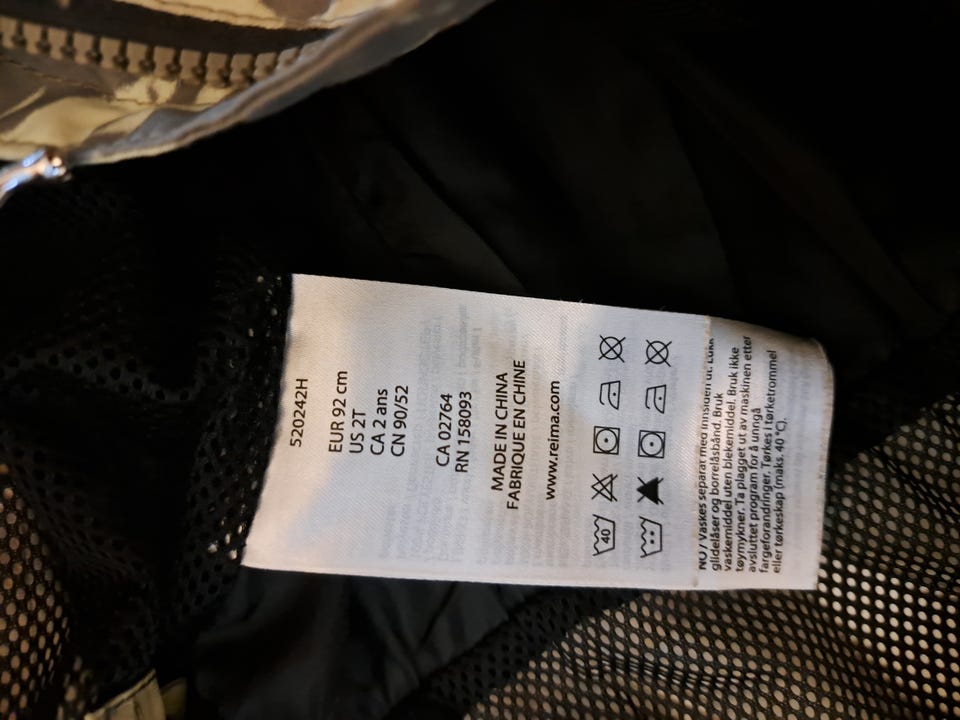 520242H
EUR 92 cm
US 2T
CA 2 ans
CN 90/52
CA 02764
RN 158093
MADE IN CHINA
FABRIQUE EN CHINE
www.reima.com
40
NO / Vaskes separat med innsiden ut. Lukk
glidelåser og borrelåsbånd. Bruk
vaskemiddel uten blekemiddel. Bruk ikke
tøymykner. Ta plagget ut av maskinen etter
avsluttet program for å unngå
fargeforandringer. Tørkes i tørketrommel
eller tørkeskap (maks. 40 °C).